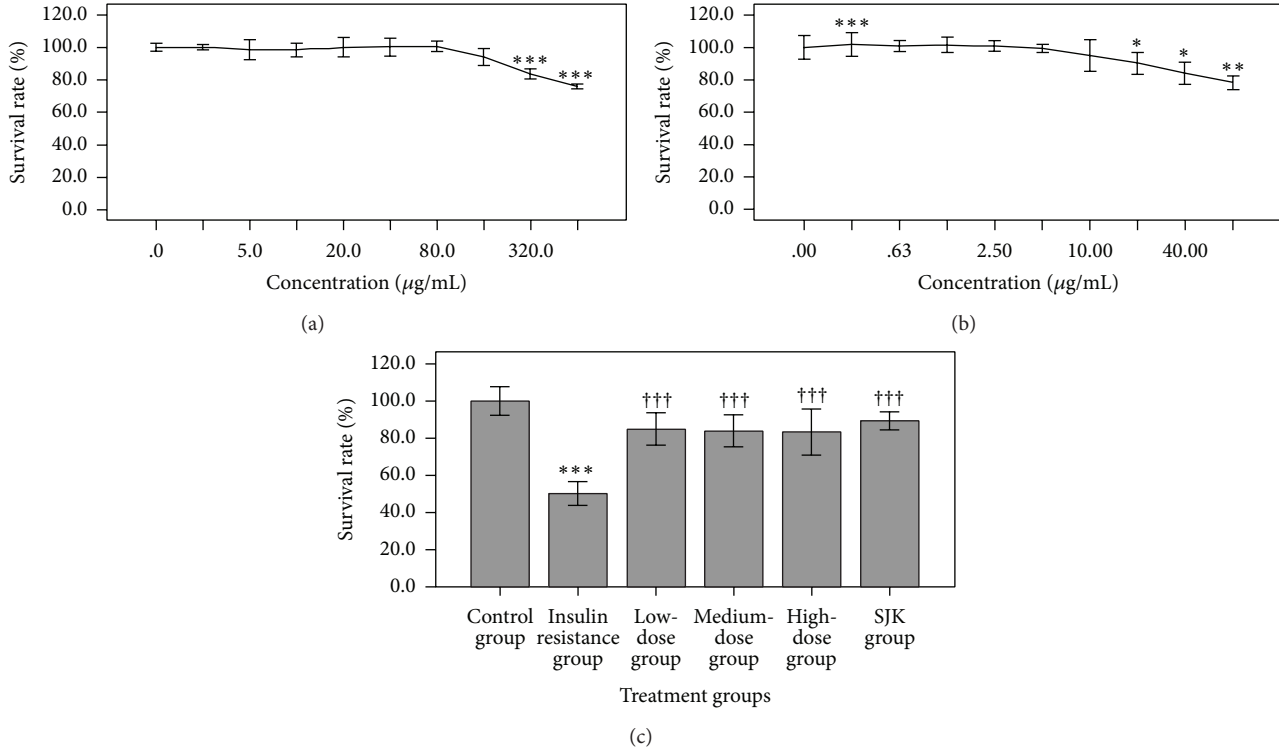 120.0
100.0
80.0
60.0
40.0
20.0
0.0
Survival rate (%)
***
***
.0 5.0 20.0 80.0 320.0
Concentration (μg/mL)
(a)
120.0
100.0
80.0
60.0
40.0
20.0
0.0
Survival rate (%)
***
*
*
**
.00 .63 2.50 10.00 40.00
Concentration (μg/mL)
(b)
120.0
100.0
80.0
60.0
40.0
20.0
0.0
Survival rate (%)
***
†††
†††
†††
†††
Control
group
Insulin
resistance
group
Low-
dose
group
Medium-
dose
group
High-
dose
group
SJK
group
Treatment groups
(c)